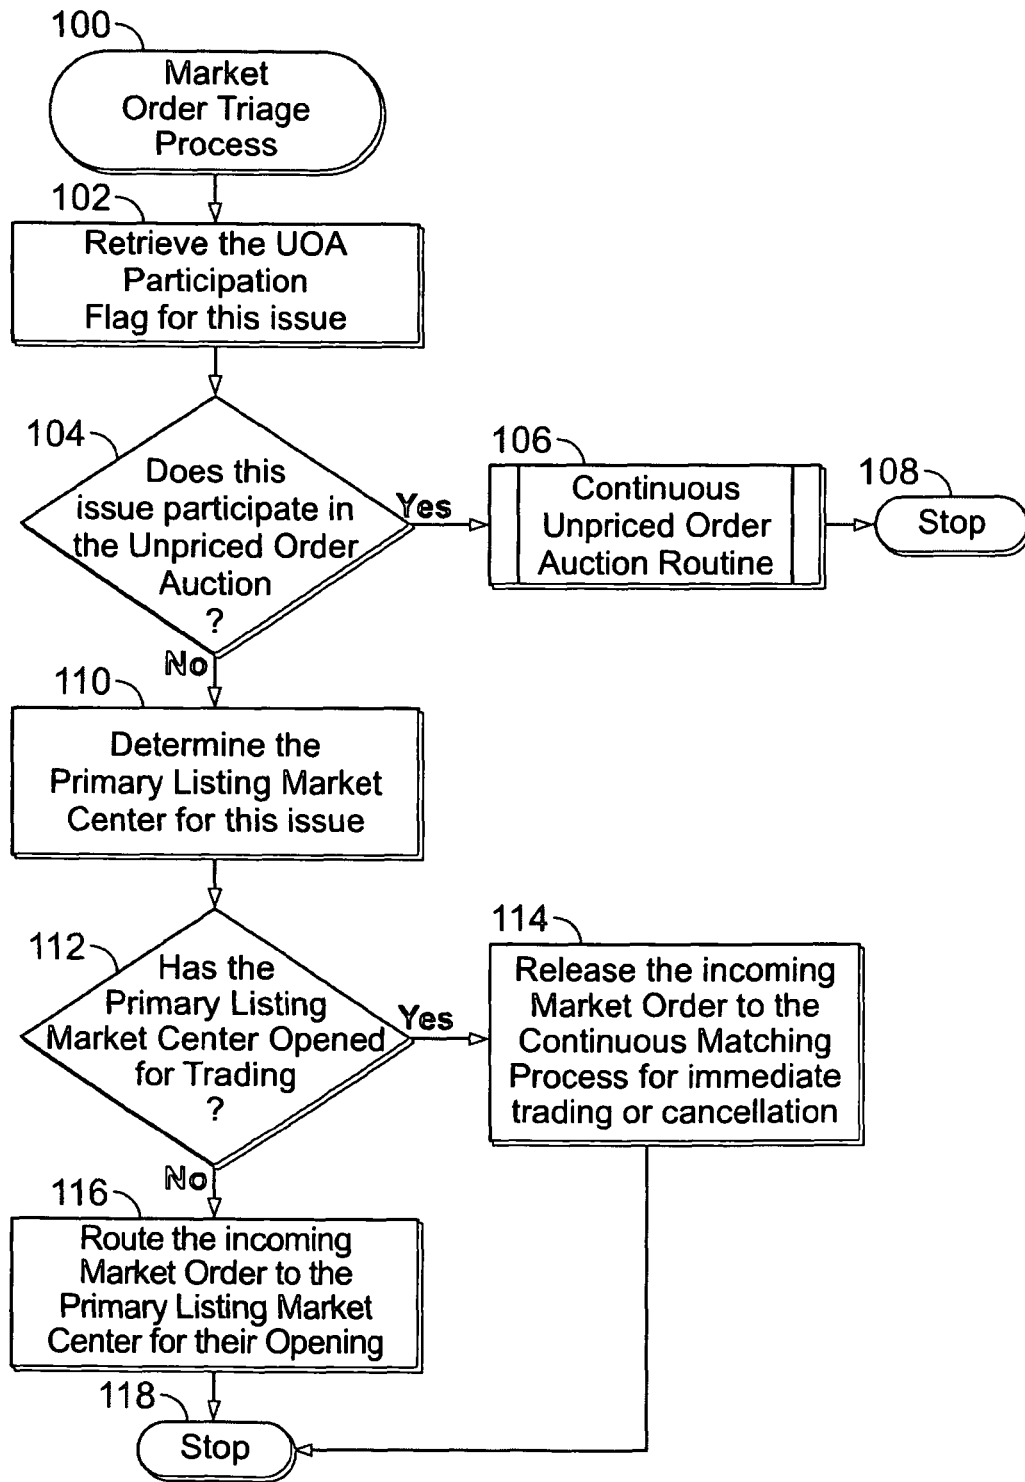 100
Market
Order Triage
Process
102
Retrieve the UOA
Participation
Flag for this issue
104
Does this
issue participate in
the Unpriced Order
Auction
?
Yes
106
Continuous
Unpriced Order
Auction Routine
108
Stop
No
110
Determine the
Primary Listing Market
Center for this issue
112
Has the
Primary Listing
Market Center Opened
for Trading
?
Yes
114
Release the incoming
Market Order to the
Continuous Matching
Process for immediate
trading or cancellation
No
116
Route the incoming
Market Order to the
Primary Listing Market
Center for their Opening
118
Stop